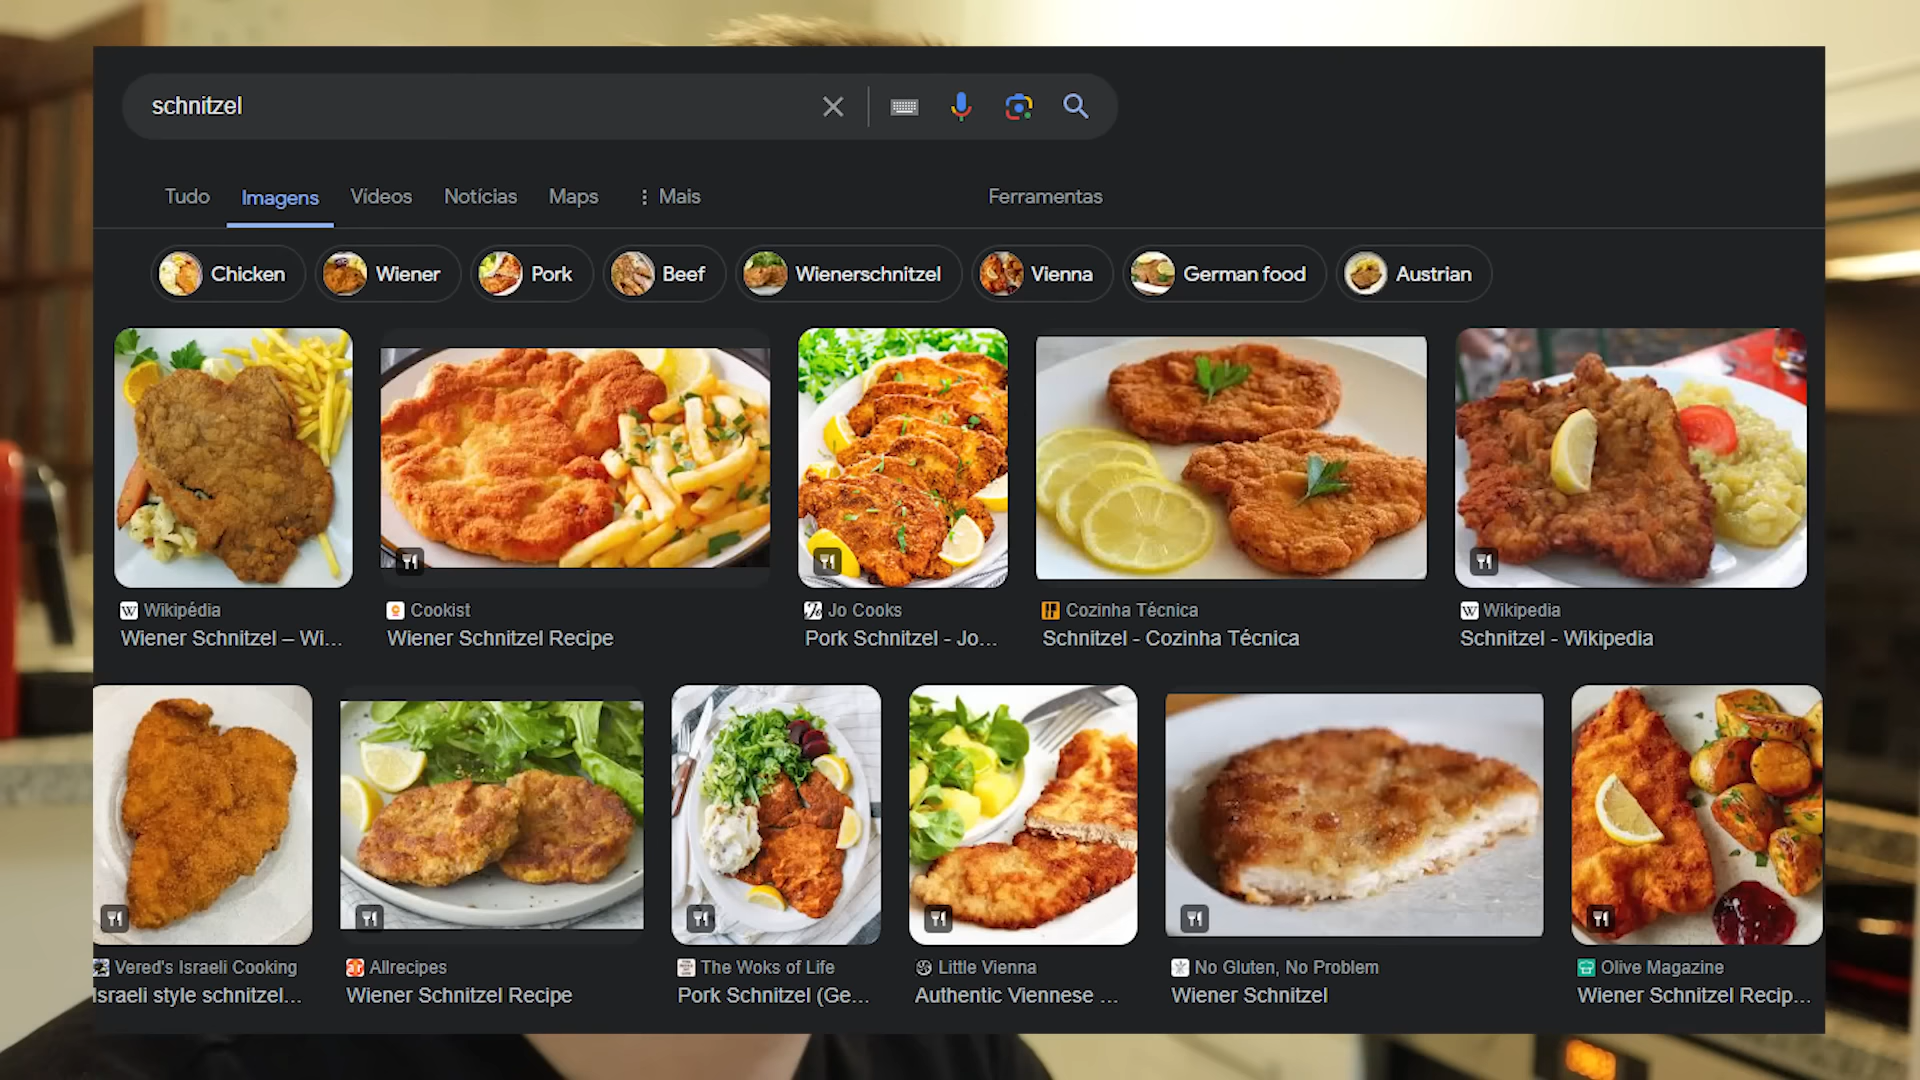 schnitzel
Tudo Imagens Vídeos Notícias Maps Mais Ferramentas
Chicken Wiener Pork Beef Wienerschnitzel Vienna German food Austrian
Wikipédia Cookist Jo Cooks Cozinha Técnica Wikipedia
Wiener Schnitzel – Wi... Wiener Schnitzel Recipe Pork Schnitzel - Jo... Schnitzel - Cozinha Técnica Schnitzel - Wikipedia
Vered's Israeli Cooking Allrecipes The Woks of Life Little Vienna No Gluten, No Problem Olive Magazine
Israeli style schnitzel... Wiener Schnitzel Recipe Pork Schnitzel (Ge... Authentic Viennese ... Wiener Schnitzel Wiener Schnitzel Recip...